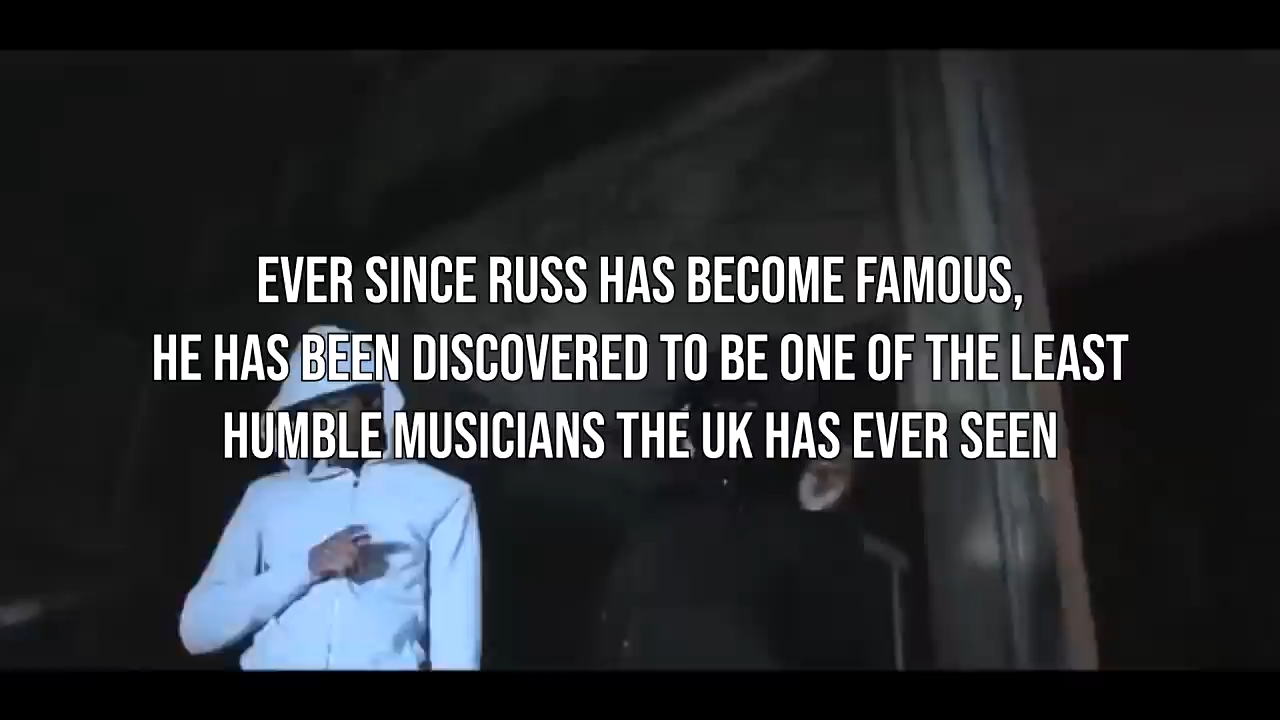 EVER SINCE RUSS HAS BECOME FAMOUS,
HE HAS BEEN DISCOVERED TO BE ONE OF THE LEAST
HUMBLE MUSICIANS THE UK HAS EVER SEEN